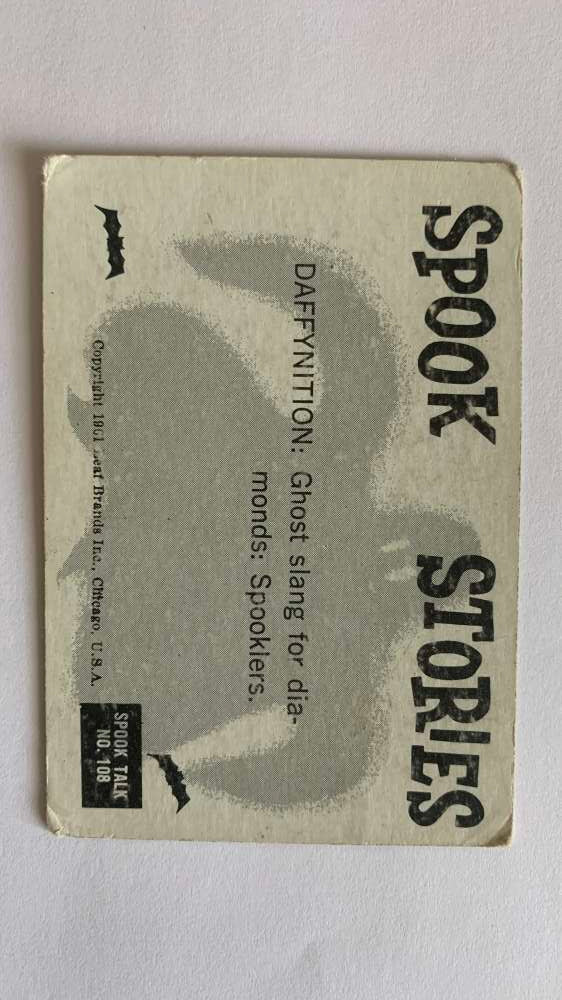 SPOOK STORIES
DAFFYNITION: Ghost slang for dia-
monds: Spooklers.
Copyright 1961 Leaf Brands Inc., Chicago, U.S.A.
SPOOK TALK
NO. 108